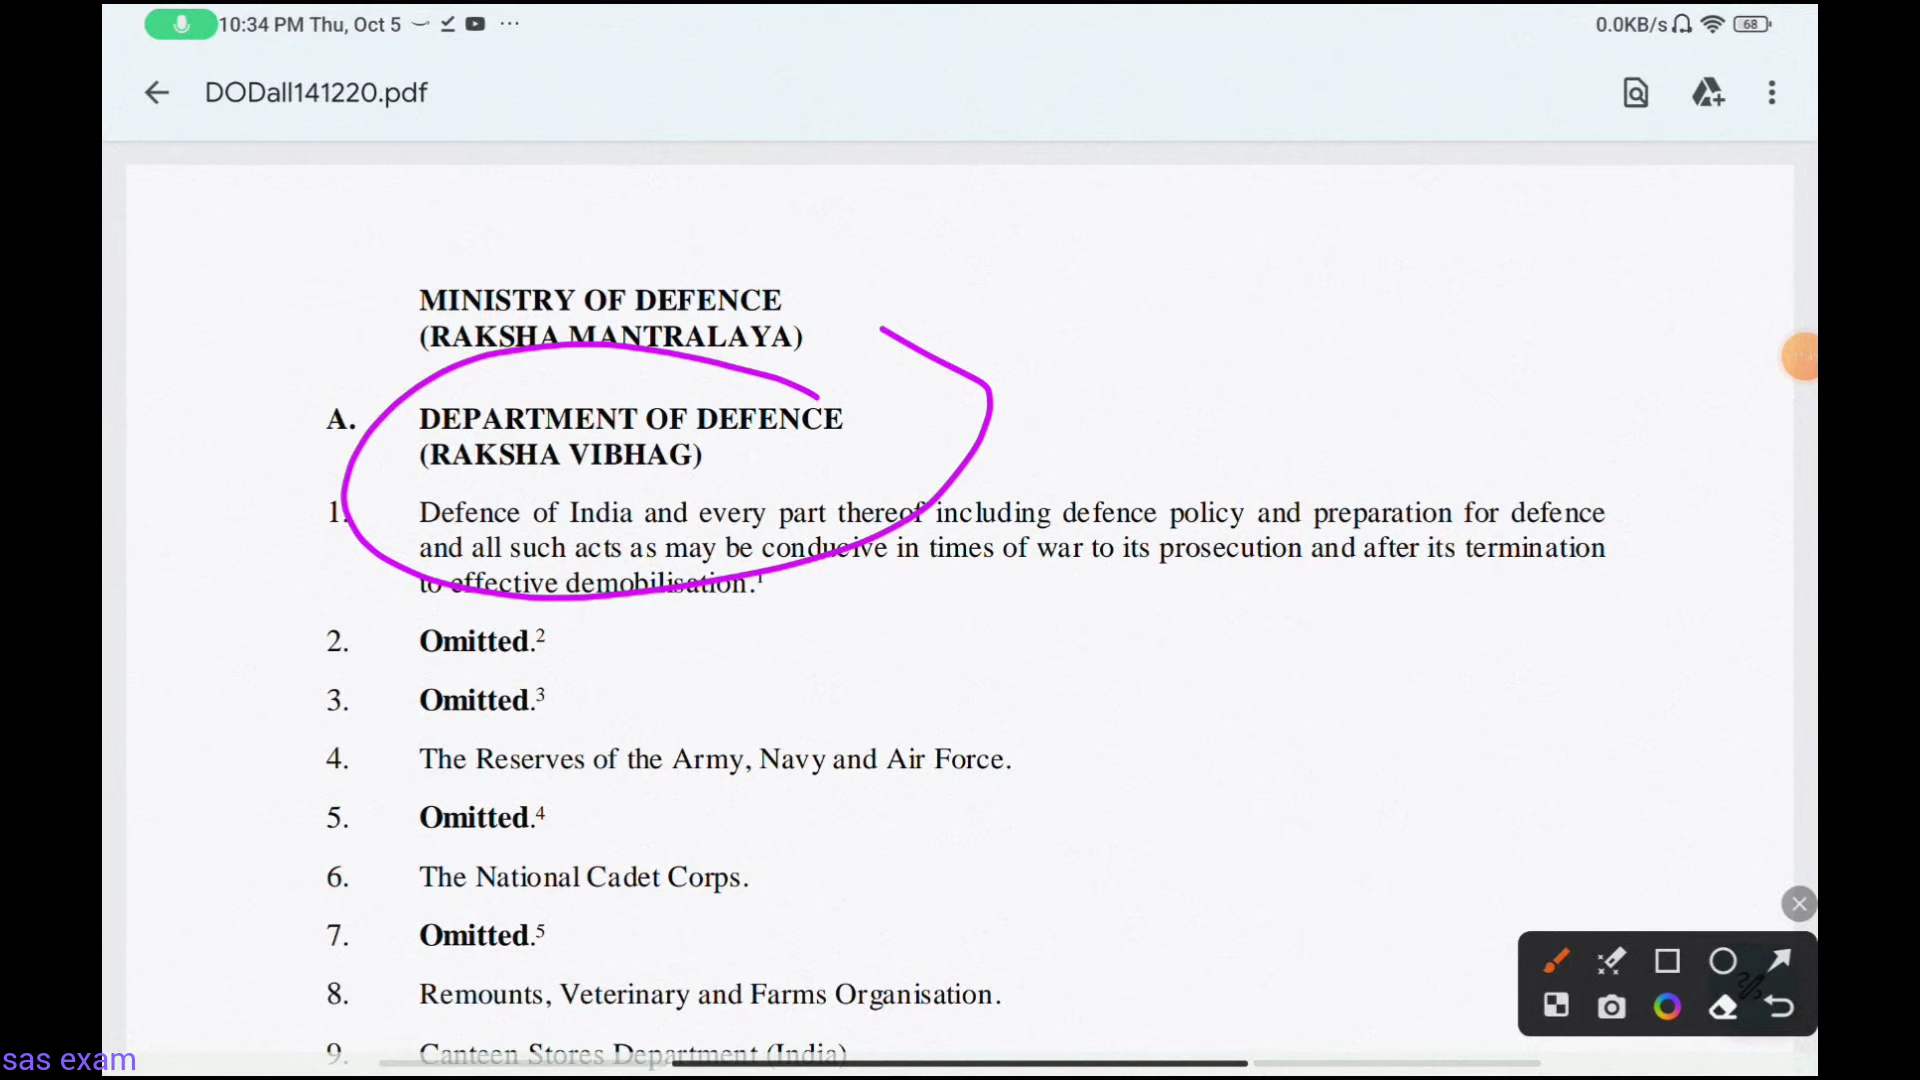 10:34 PM Thu, Oct 5
0.0KB/s
68
DODall141220.pdf
MINISTRY OF DEFENCE
(RAKSHA MANTRALAYA)
A. DEPARTMENT OF DEFENCE
(RAKSHA VIBHAG)
1. Defence of India and every part thereof including defence policy and preparation for defence
and all such acts as may be conducive in times of war to its prosecution and after its termination
to effective demobilisation.¹
2. Omitted.²
3. Omitted.³
4. The Reserves of the Army, Navy and Air Force.
5. Omitted.⁴
6. The National Cadet Corps.
7. Omitted.⁵
8. Remounts, Veterinary and Farms Organisation.
9. Canteen Stores Department (India)
sas exam